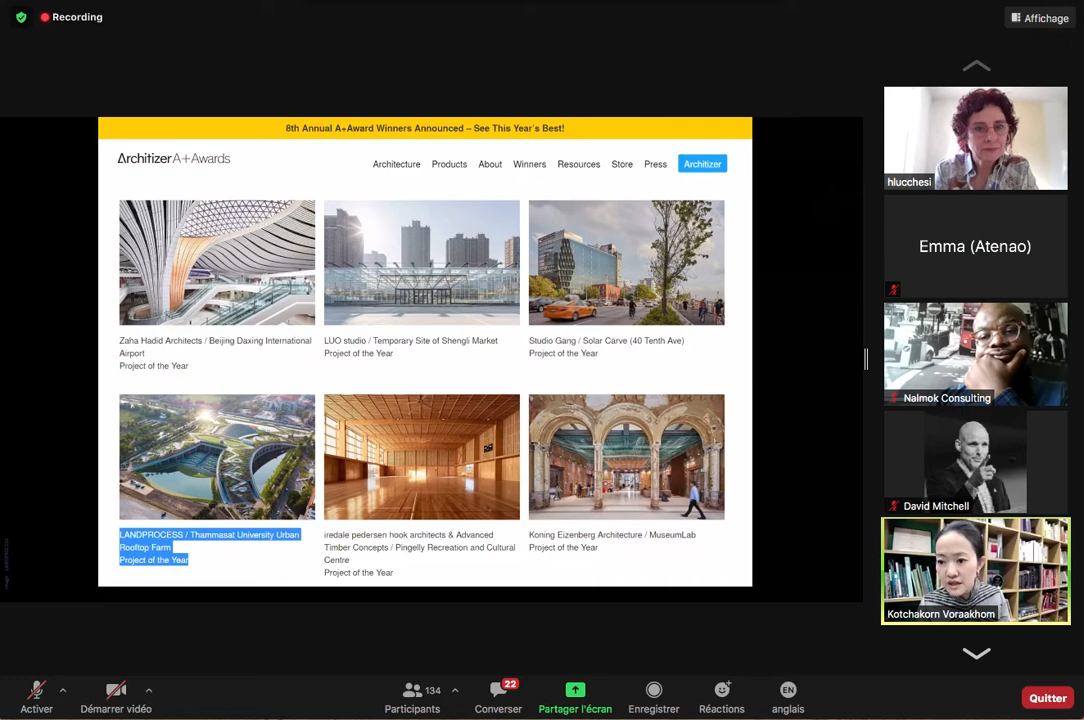 Recording
Affichage
8th Annual A+Award Winners Announced – See This Year's Best!
Architizer A+Awards
Architecture Products About Winners Resources Store Press Architizer
Zaha Hadid Architects / Beijing Daxing International
Airport
Project of the Year
LUO studio / Temporary Site of Shengli Market
Project of the Year
Studio Gang / Solar Carve (40 Tenth Ave)
Project of the Year
LANDPROCESS / Thammasat University Urban
Rooftop Farm
Project of the Year
iredale pedersen hook architects & Advanced
Timber Concepts / Pingelly Recreation and Cultural
Centre
Project of the Year
Koning Eizenberg Architecture / MuseumLab
Project of the Year
hlucchesi
Emma (Atenao)
Nalmok Consulting
David Mitchell
Kotchakorn Voraakhom
Activer
Démarrer vidéo
134
Participants
22
Converser
Partager l'écran
Enregistrer
Réactions
EN
anglais
Quitter